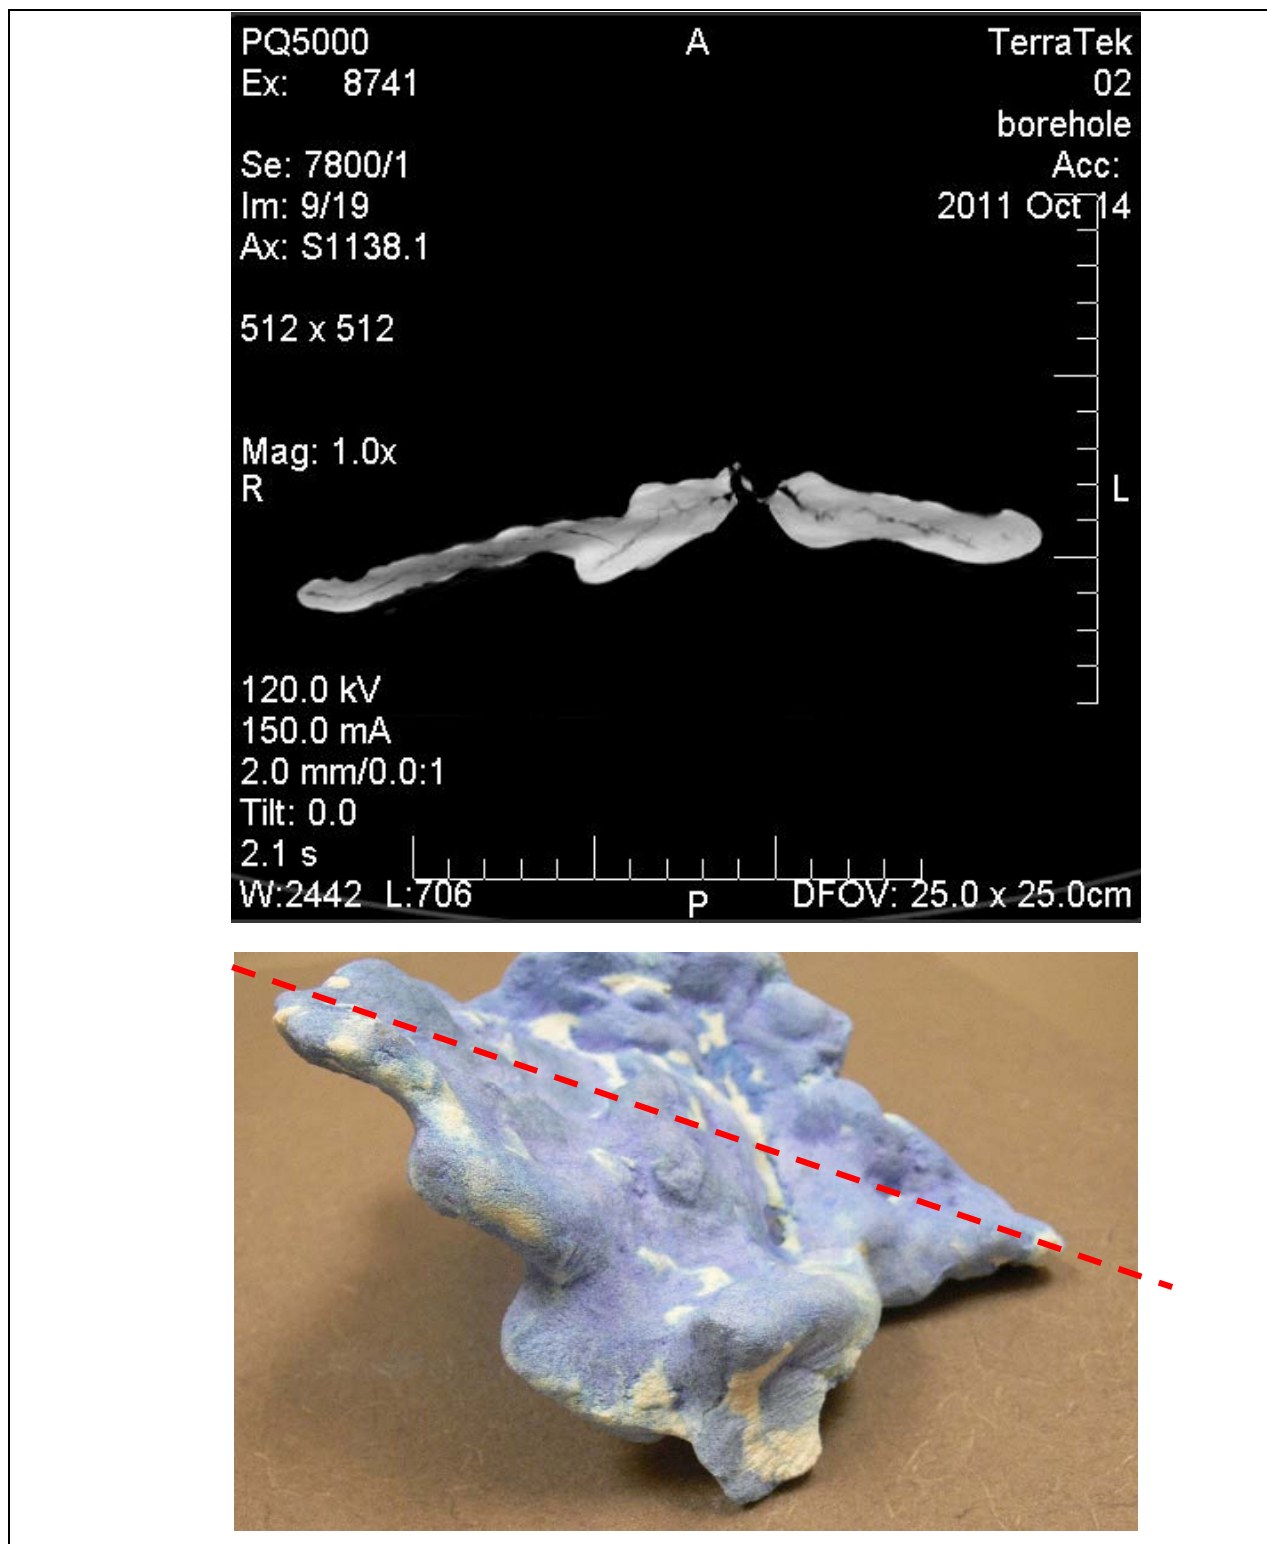 PQ5000
Ex: 8741
Se: 7800/1
Im: 9/19
Ax: S1138.1
512 x 512
Mag: 1.0x
R
A
TerraTek
02
borehole
Acc:
2011 Oct 14
L
120.0 kV
150.0 mA
2.0 mm/0.0:1
Tilt: 0.0
2.1 s
W:2442 L:706
P
DFOV: 25.0 x 25.0cm